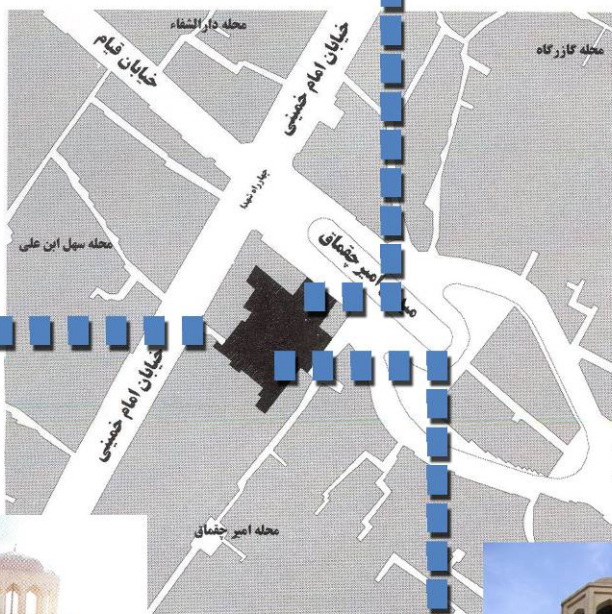 محله دارالشفاء
خیابان قیام
خیابان امام خمینی
محله گازرگاه
چهارراه شهدا
محله سهل ابن علی
امیر چقماق
خیابان امام خمینی
محله امیر چقماق